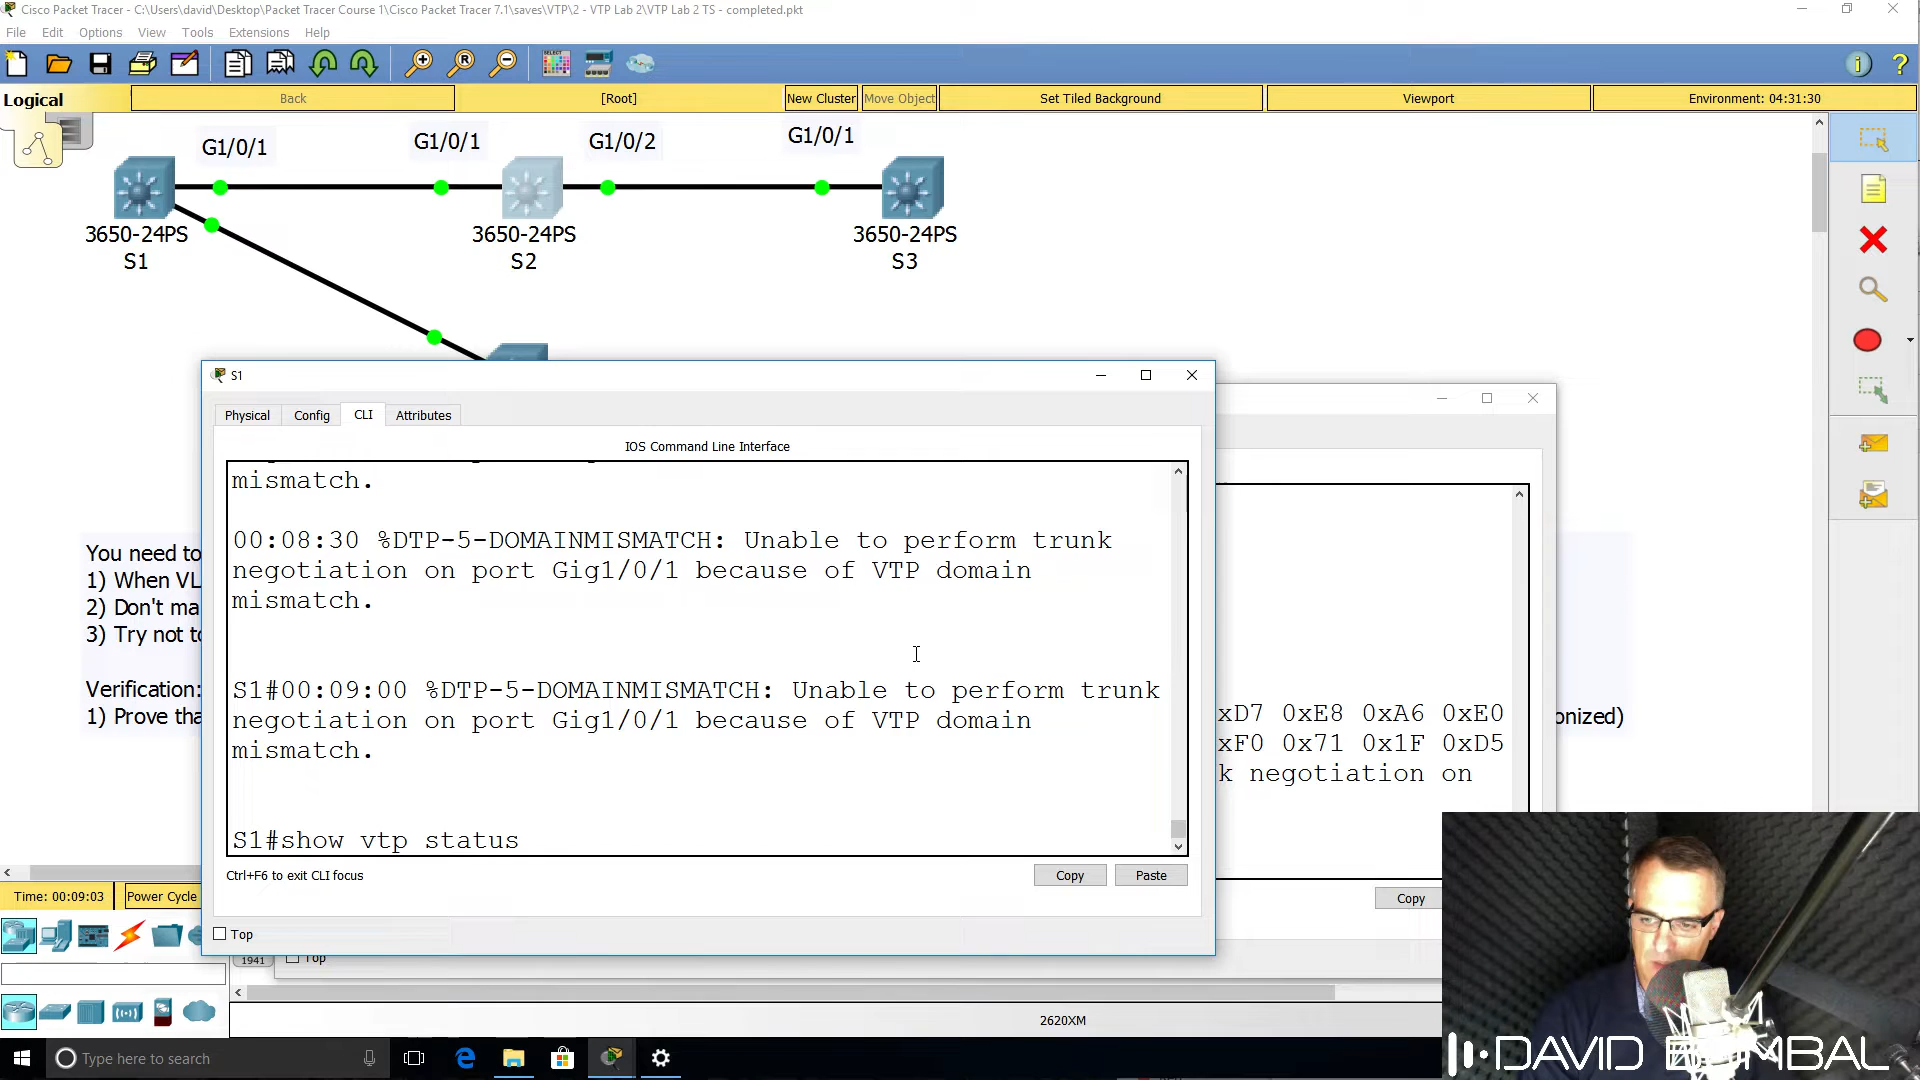 Cisco Packet Tracer - C:\Users\david\Desktop\Packet Tracer Course 1\Cisco Packet Tracer 7.1\saves\VTP\2 - VTP Lab 2\VTP Lab 2 TS - completed.pkt
File Edit Options View Tools Extensions Help
Logical Back [Root] New Cluster Move Object Set Tiled Background Viewport Environment: 04:31:30
G1/0/1 G1/0/1 G1/0/2 G1/0/1
3650-24PS 3650-24PS 3650-24PS
S1 S2 S3
S1
Physical Config CLI Attributes
IOS Command Line Interface
mismatch.
00:08:30 %DTP-5-DOMAINMISMATCH: Unable to perform trunk
negotiation on port Gig1/0/1 because of VTP domain
mismatch.
S1#00:09:00 %DTP-5-DOMAINMISMATCH: Unable to perform trunk
negotiation on port Gig1/0/1 because of VTP domain
mismatch.
S1#show vtp status
Ctrl+F6 to exit CLI focus Copy Paste
Top
You need to
1) When VL
2) Don't ma
3) Try not to
Verification:
1) Prove tha
onized)
xD7 0xE8 0xA6 0xE0
xF0 0x71 0x1F 0xD5
k negotiation on
Copy
Top
Time: 00:09:03 Power Cycle
1941
2620XM
Type here to search
DAVID BOMBAL